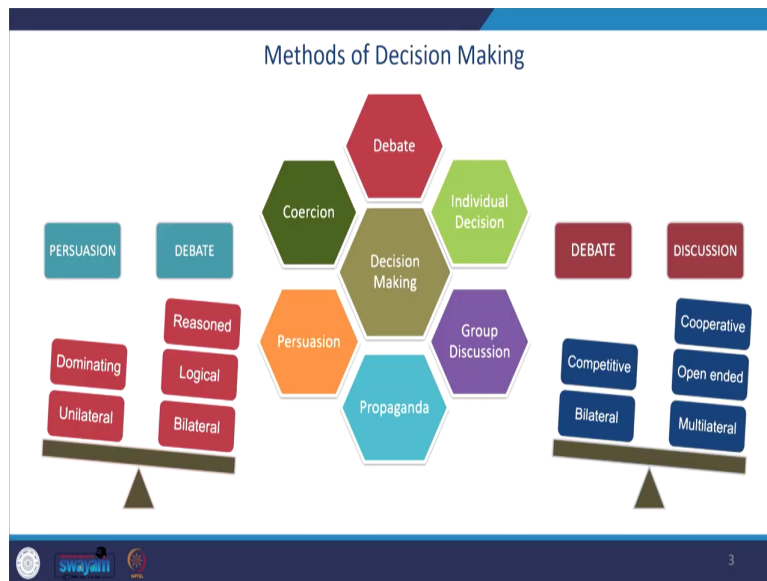 Methods of Decision Making
Debate
Coercion
Individual
Decision
Decision
Making
Persuasion
Group
Discussion
Propaganda
PERSUASION
DEBATE
Dominating
Unilateral
Reasoned
Logical
Bilateral
DEBATE
DISCUSSION
Competitive
Bilateral
Cooperative
Open ended
Multilateral
swayam
NPTEL
3